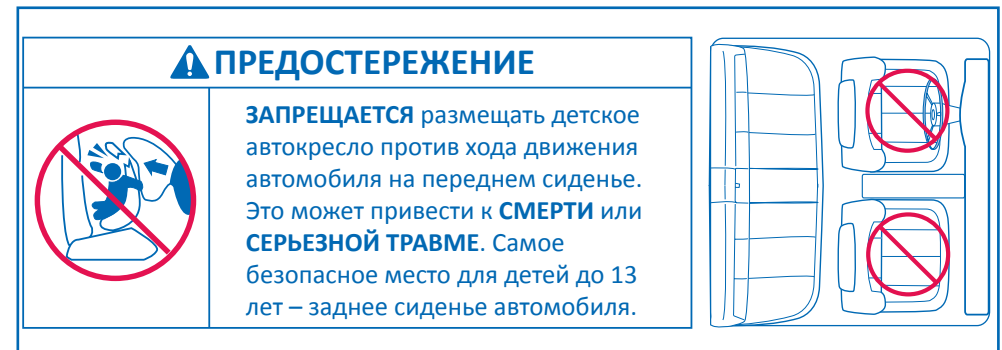 ПРЕДОСТЕРЕЖЕНИЕ
ЗАПРЕЩАЕТСЯ размещать детское
автокресло против хода движения
автомобиля на переднем сиденье.
Это может привести к СМЕРТИ или
СЕРЬЕЗНОЙ ТРАВМЕ. Самое
безопасное место для детей до 13
лет – заднее сиденье автомобиля.